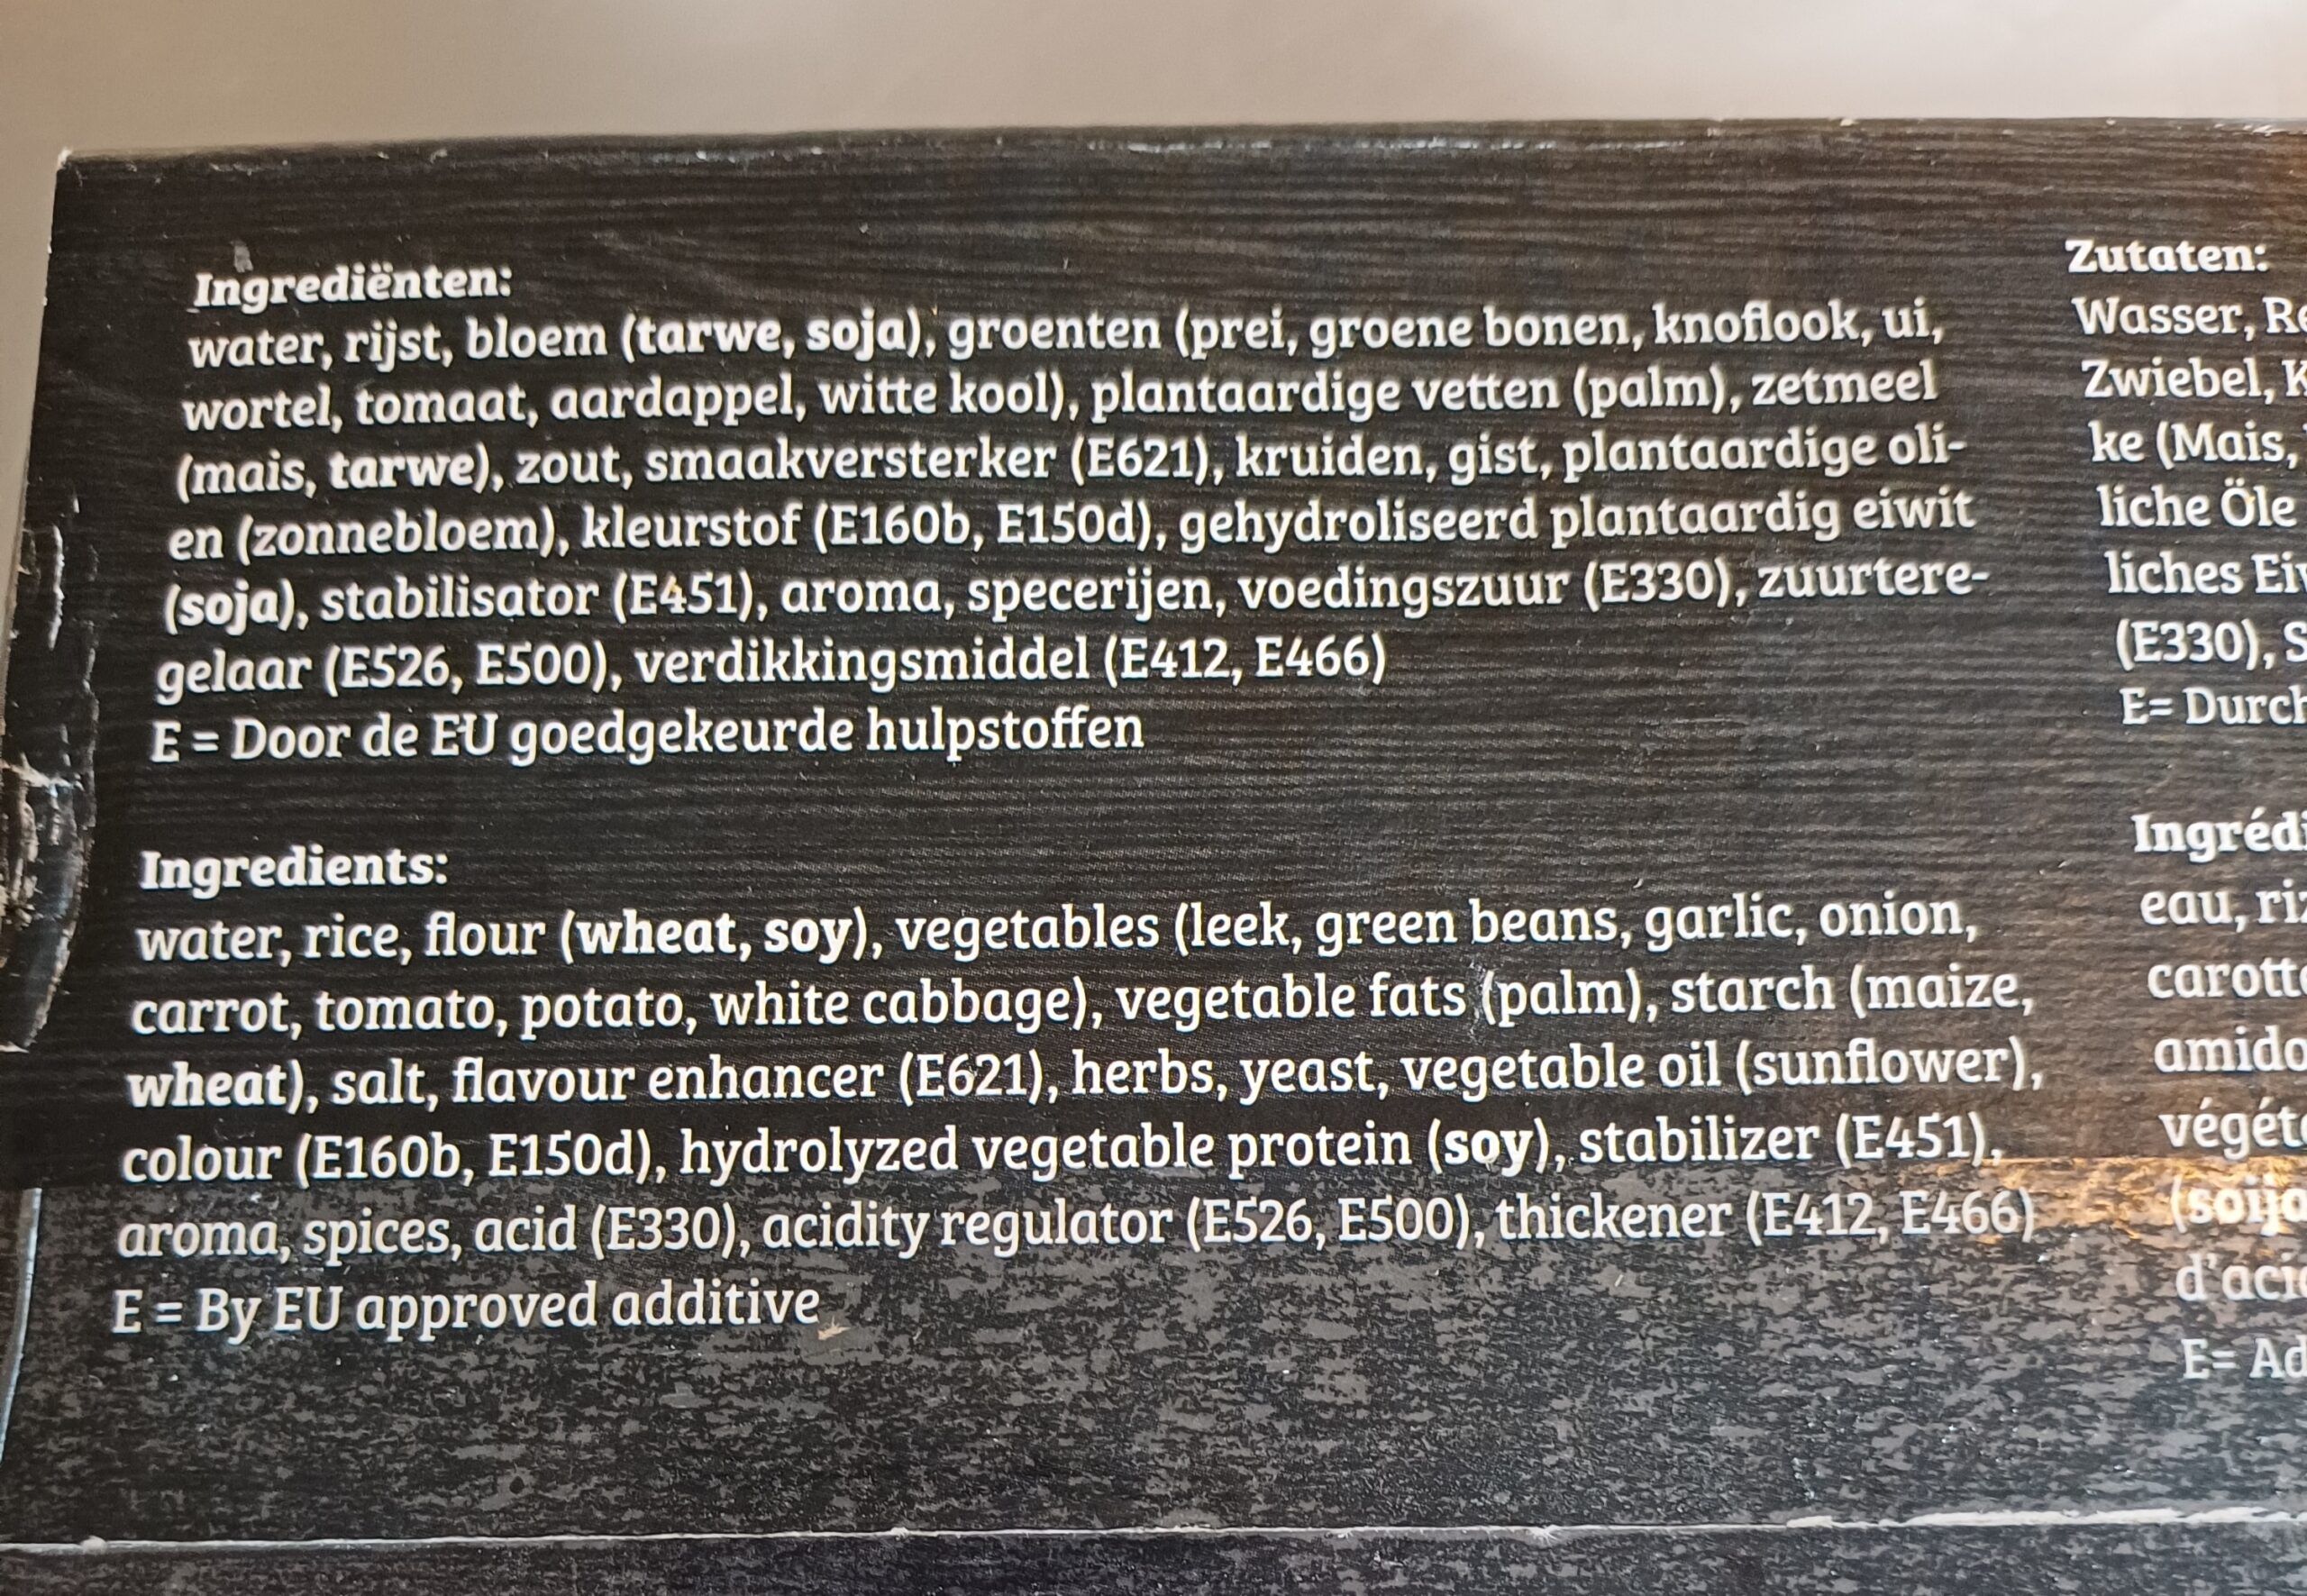 Ingrediënten:
water, rijst, bloem (tarwe, soja), groenten (prei, groene bonen, knoflook, ui,
wortel, tomaat, aardappel, witte kool), plantaardige vetten (palm), zetmeel
(mais, tarwe), zout, smaakversterker (E621), kruiden, gist, plantaardige oli-
en (zonnebloem), kleurstof (E160b, E150d), gehydroliseerd plantaardig eiwit
(soja), stabilisator (E451), aroma, specerijen, voedingszuur (E330), zuurtere-
gelaar (E526, E500), verdikkingsmiddel (E412, E466)
E = Door de EU goedgekeurde hulpstoffen
Ingredients:
water, rice, flour (wheat, soy), vegetables (leek, green beans, garlic, onion,
carrot, tomato, potato, white cabbage), vegetable fats (palm), starch (maize,
wheat), salt, flavour enhancer (E621), herbs, yeast, vegetable oil (sunflower),
colour (E160b, E150d), hydrolyzed vegetable protein (soy), stabilizer (E451),
aroma, spices, acid (E330), acidity regulator (E526, E500), thickener (E412, E466)
E = By EU approved additive
Zutaten:
Wasser,
Zwiebel,
ke (Mais,
liche Öle
liches
(E330),
E=
eau,
E=